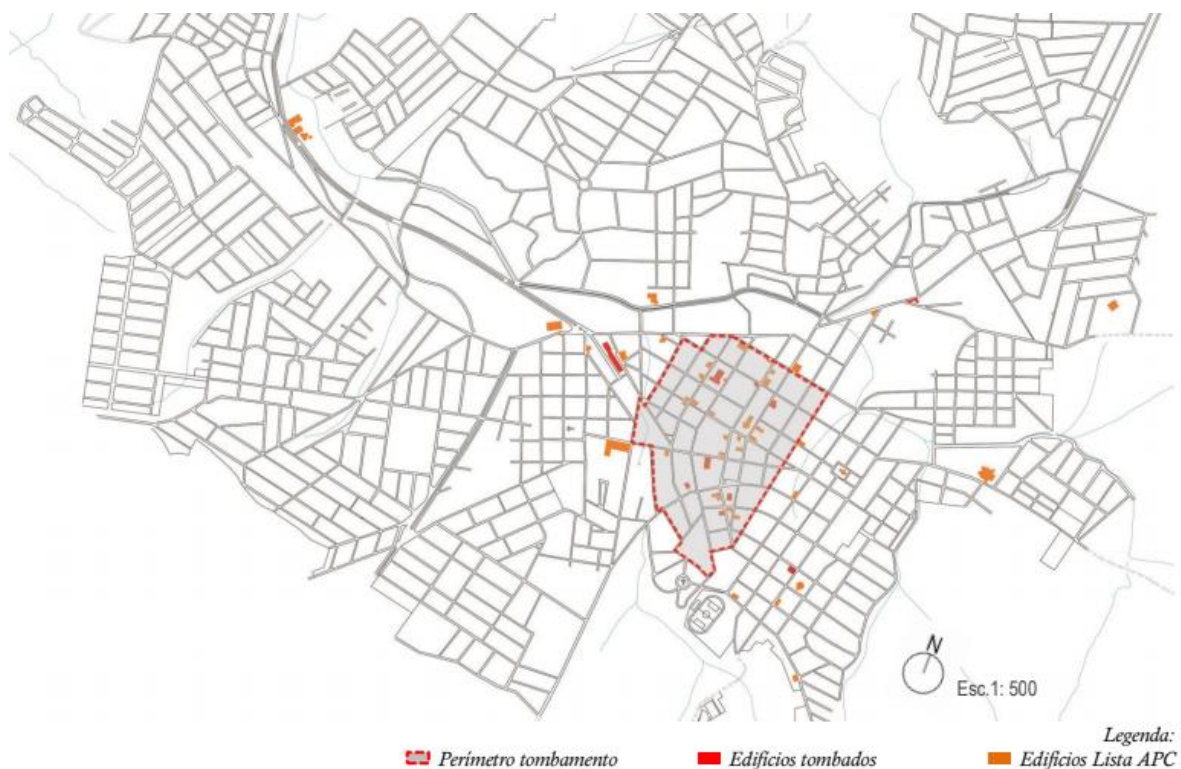 N
Esc.1: 500
Legenda:
Perímetro tombamento
Edifícios tombados
Edifícios Lista APC